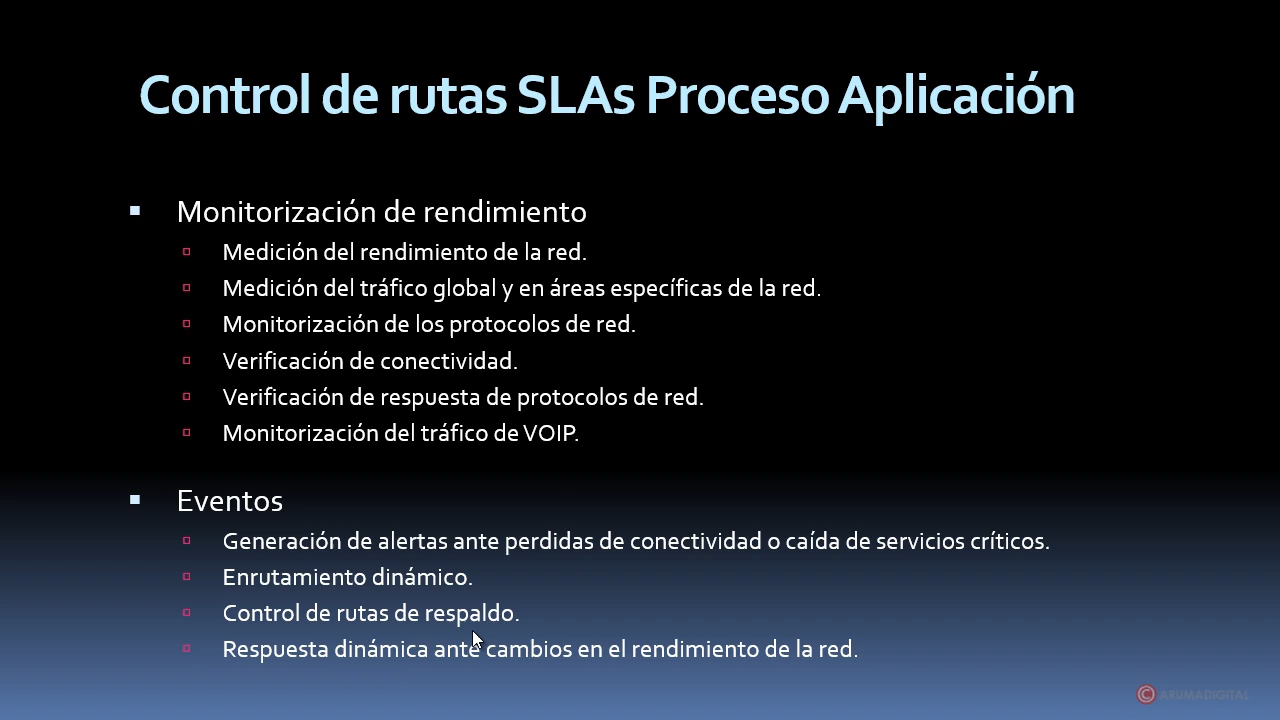 Control de rutas SLAs Proceso Aplicación
Monitorización de rendimiento
Medición del rendimiento de la red.
Medición del tráfico global y en áreas específicas de la red.
Monitorización de los protocolos de red.
Verificación de conectividad.
Verificación de respuesta de protocolos de red.
Monitorización del tráfico de VOIP.
Eventos
Generación de alertas ante perdidas de conectividad o caída de servicios críticos.
Enrutamiento dinámico.
Control de rutas de respaldo.
Respuesta dinámica ante cambios en el rendimiento de la red.
© ARUMADIGITAL